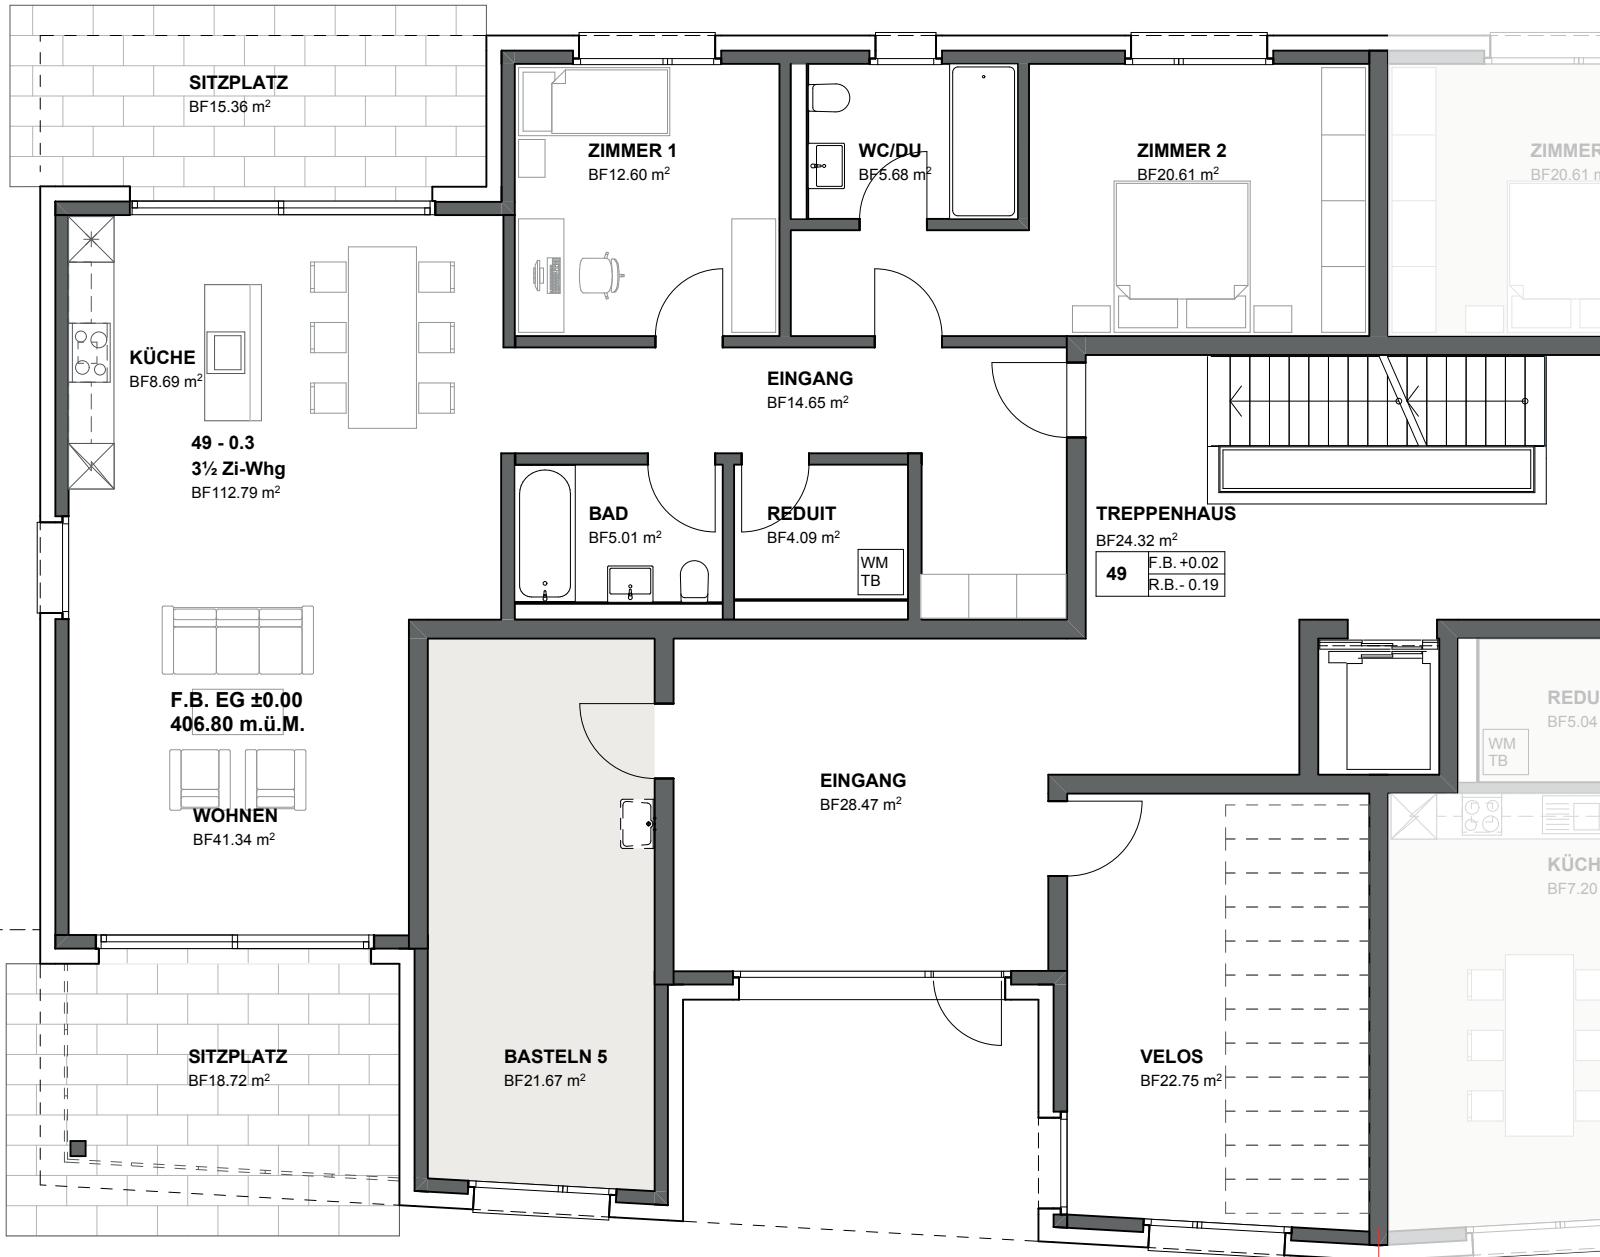 SITZPLATZ
BF15.36 m²
ZIMMER 1
BF12.60 m²
WC/DU
BF5.68 m²
ZIMMER 2
BF20.61 m²
ZIMMER
BF20.61 m
KÜCHE
BF8.69 m²
EINGANG
BF14.65 m²
49 - 0.3
3½ Zi-Whg
BF112.79 m²
BAD
BF5.01 m²
REDUIT
BF4.09 m²
WM
TB
TREPPENHAUS
BF24.32 m²
49
F.B. +0.02
R.B.- 0.19
F.B. EG ±0.00
406.80 m.ü.M.
WOHNEN
BF41.34 m²
EINGANG
BF28.47 m²
REDU
BF5.04
WM
TB
KÜCH
BF7.20
SITZPLATZ
BF18.72 m²
BASTELN 5
BF21.67 m²
VELOS
BF22.75 m²